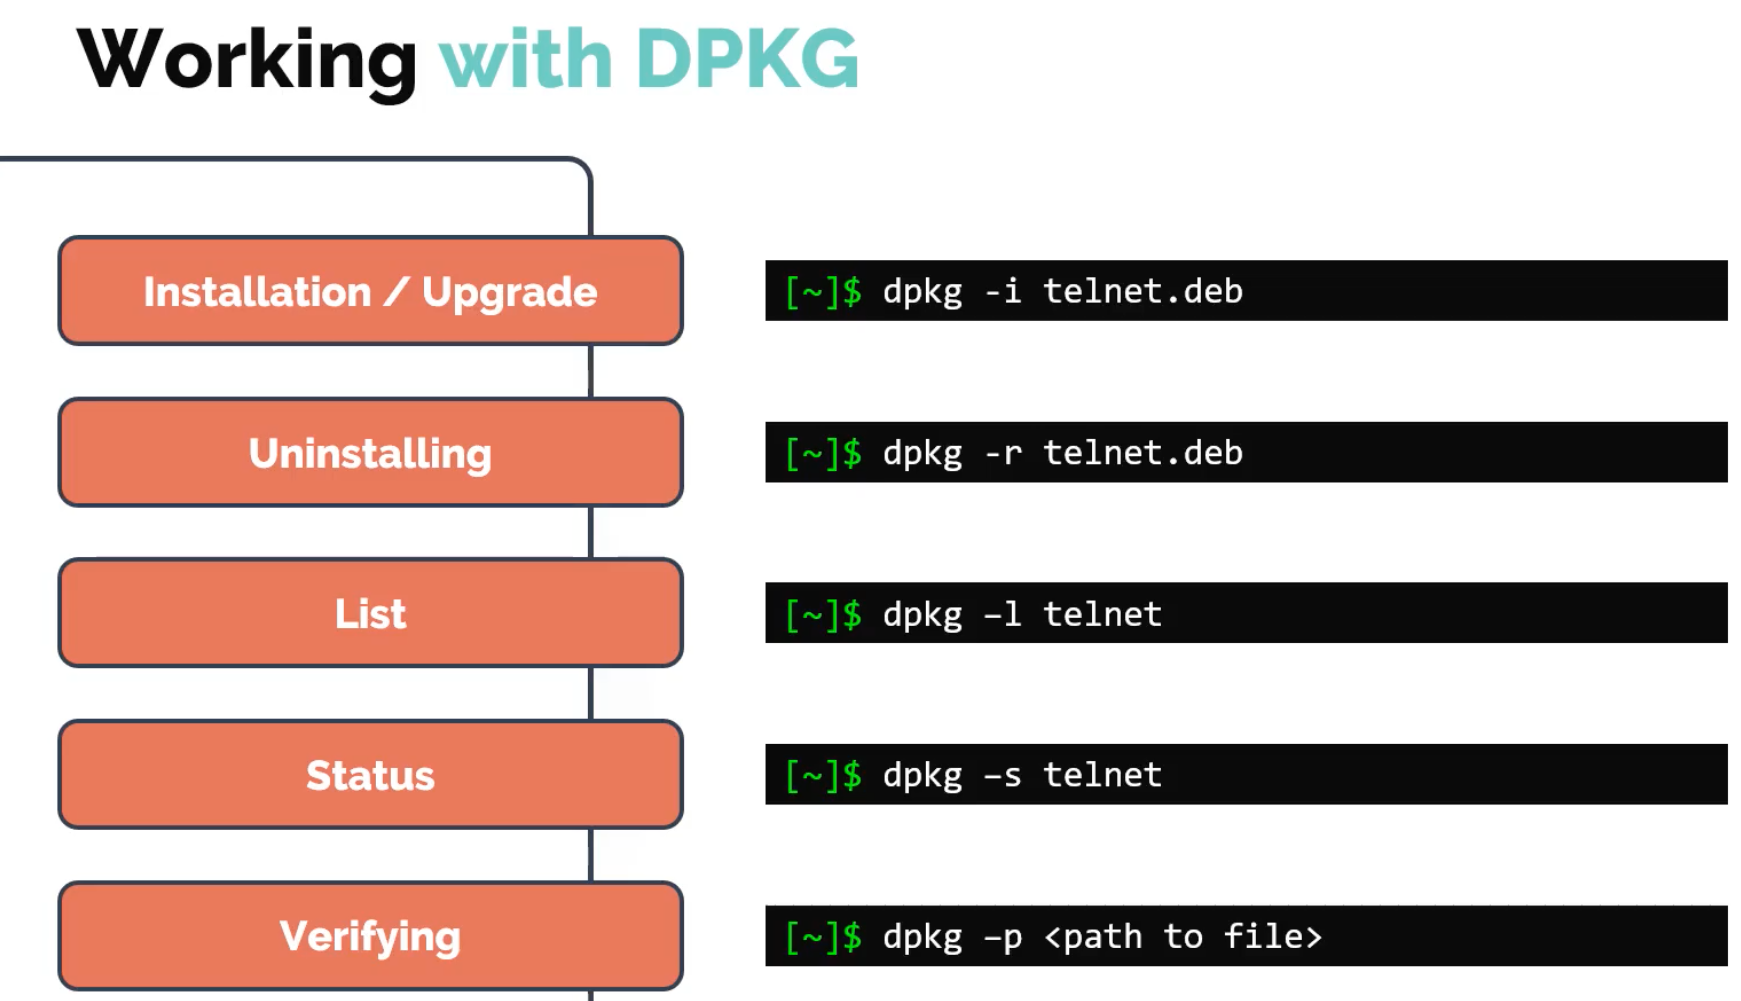 Working with DPKG
Installation / Upgrade
[~]$ dpkg -i telnet.deb
Uninstalling
[~]$ dpkg -r telnet.deb
List
[~]$ dpkg –l telnet
Status
[~]$ dpkg –s telnet
Verifying
[~]$ dpkg –p <path to file>